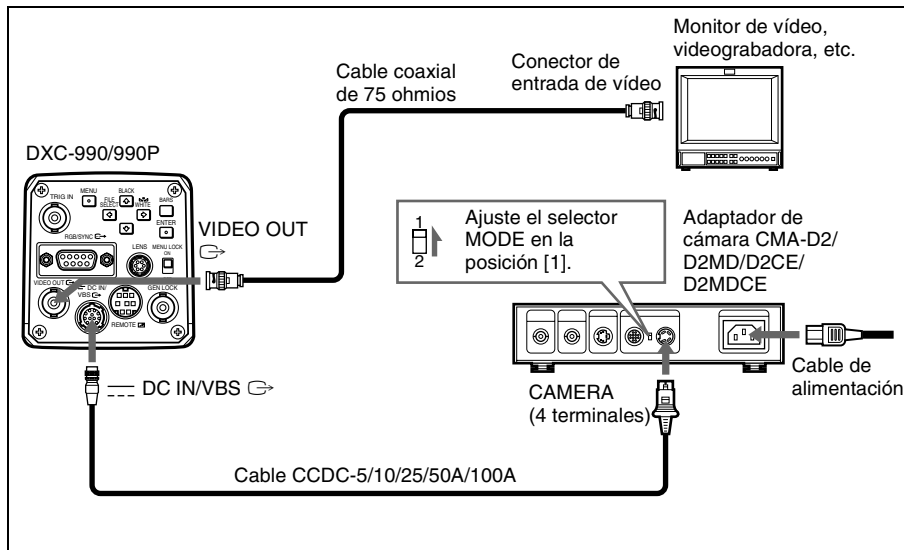 Monitor de vídeo,
videograbadora, etc.
Conector de
entrada de vídeo
Cable coaxial
de 75 ohmios
DXC-990/990P
TRIG IN
MENU
BLACK
FILE
SELECT
WHITE
BARS
ENTER
RGB/SYNC
LENS
MENU LOCK
ON
VIDEO OUT
DC IN/
VBS
GEN LOCK
REMOTE
VIDEO OUT
1
2
Ajuste el selector
MODE en la
posición [1].
Adaptador de
cámara CMA-D2/
D2MD/D2CE/
D2MDCE
DC IN/VBS
CAMERA
(4 terminales)
Cable de
alimentación
Cable CCDC-5/10/25/50A/100A